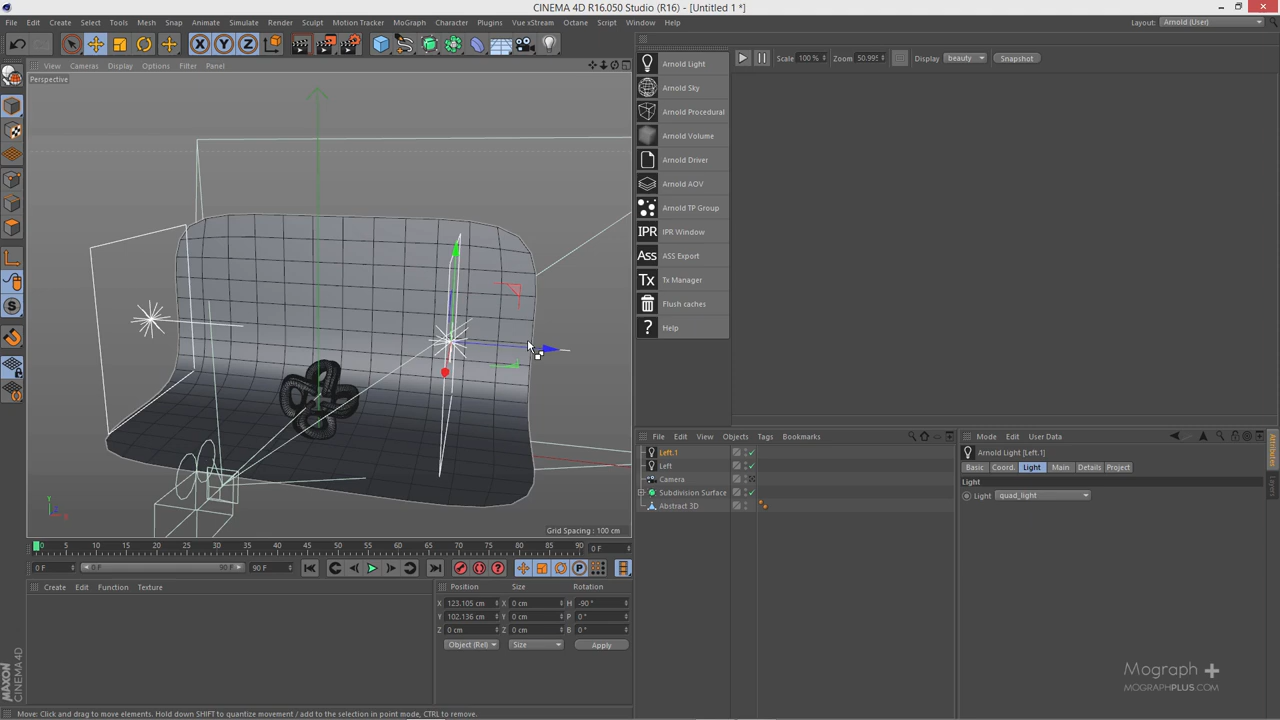 CINEMA 4D R16.050 Studio (R16) - [Untitled 1 *]
File Edit Create Select Tools Mesh Snap Animate Simulate Render Sculpt Motion Tracker MoGraph Character Plugins Vue xStream Octane Script Window Help
Layout: Arnold (User)
View Cameras Display Options Filter Panel
Perspective
Arnold Light
Arnold Sky
Arnold Procedural
Arnold Volume
Arnold Driver
Arnold AOV
Arnold TP Group
IPR IPR Window
Ass ASS Export
Tx Tx Manager
Flush caches
? Help
Scale 100 % Zoom 50.995 Display beauty Snapshot
Grid Spacing : 100 cm
0 5 10 15 20 25 30 35 40 45 50 55 60 65 70 75 80 85 90 0 F
0 F 0 F 90 F 90 F
Create Edit Function Texture
Position Size Rotation
X 123.105 cm X 0 cm H -90 °
Y 102.136 cm Y 0 cm P 0 °
Z 0 cm Z 0 cm B 0 °
Object (Rel) Size Apply
File Edit View Objects Tags Bookmarks
Left.1
Left
Camera
Subdivision Surface
Abstract 3D
Mode Edit User Data
Arnold Light [Left.1]
Basic Coord. Light Main Details Project
Light
Light quad_light
Attributes
Layers
Mograph +
MOGRAPHPLUS.COM
MAXON
CINEMA 4D
Move: Click and drag to move elements. Hold down SHIFT to quantize movement / add to the selection in point mode, CTRL to remove.